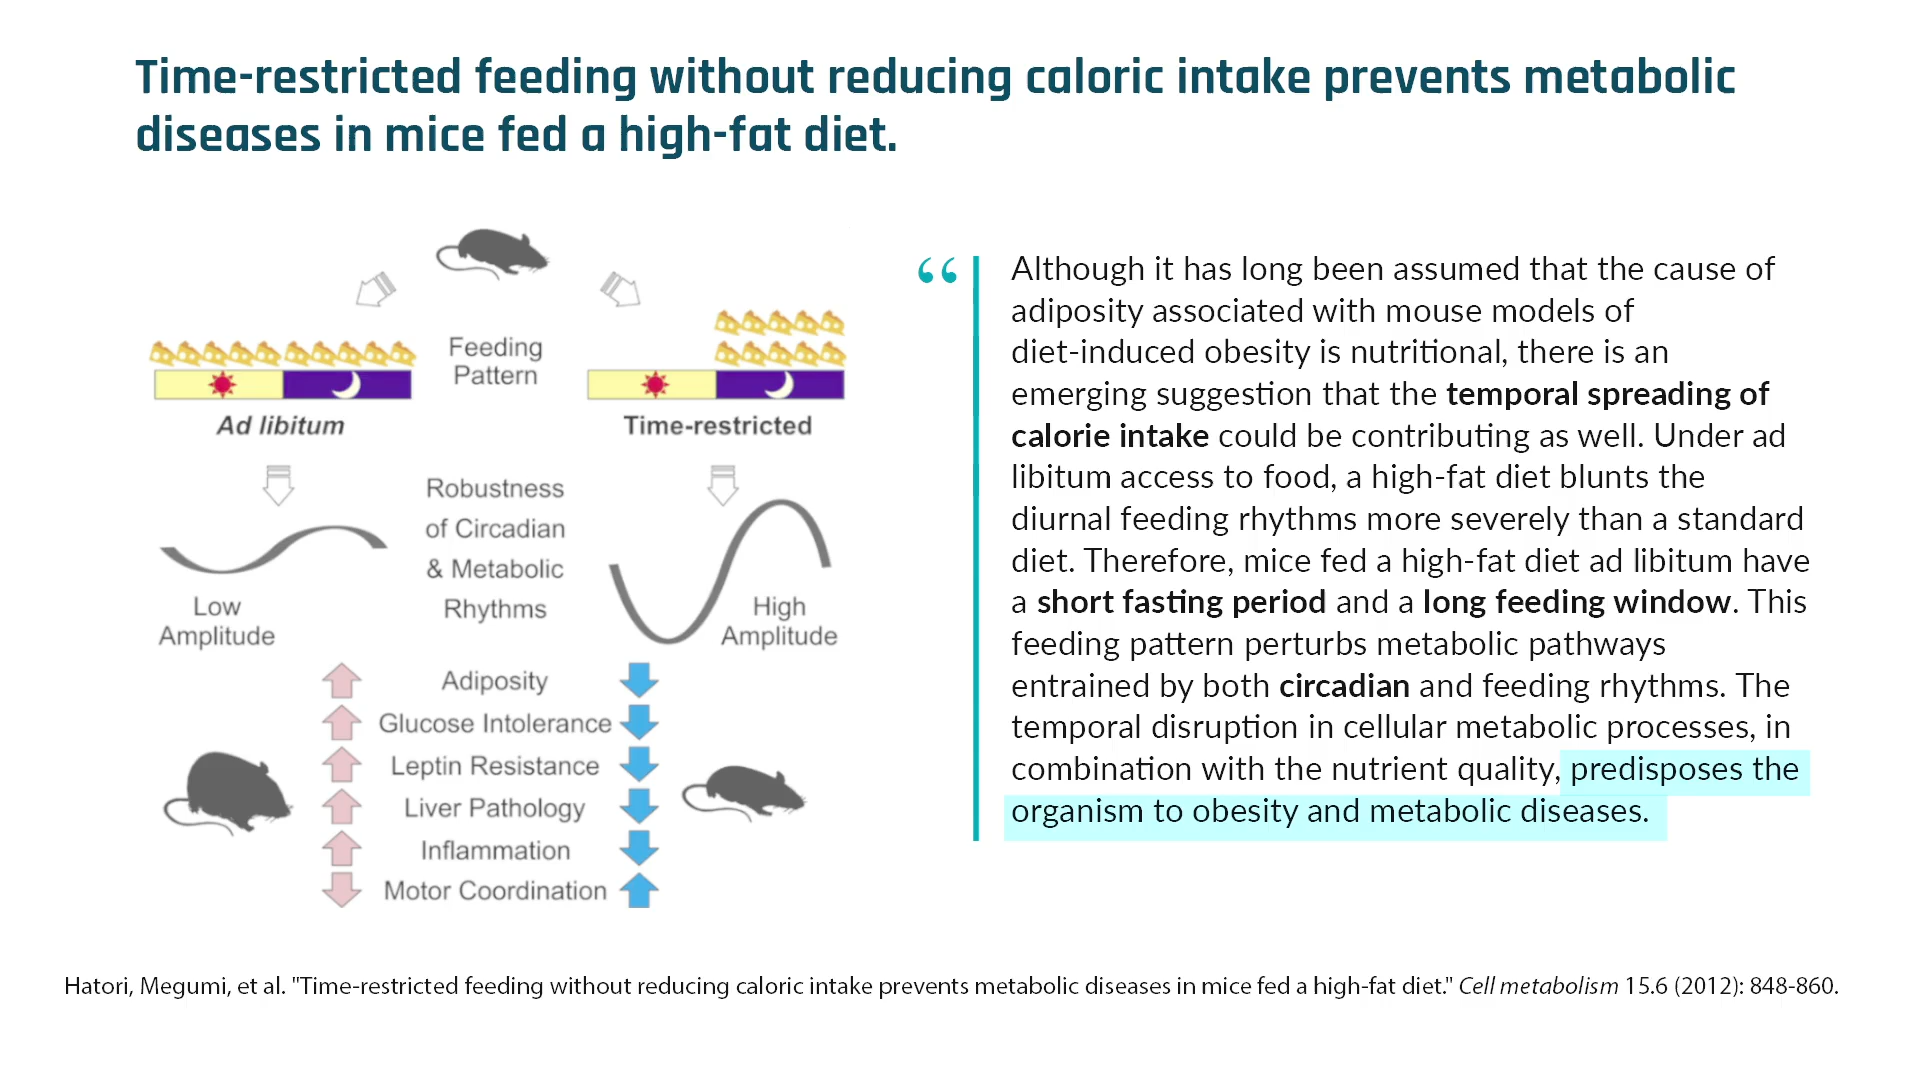 Time-restricted feeding without reducing caloric intake prevents metabolic
diseases in mice fed a high-fat diet.
Feeding
Pattern
Ad libitum
Time-restricted
Robustness
of Circadian
& Metabolic
Rhythms
Low
Amplitude
High
Amplitude
Adiposity
Glucose Intolerance
Leptin Resistance
Liver Pathology
Inflammation
Motor Coordination
“
Although it has long been assumed that the cause of
adiposity associated with mouse models of
diet-induced obesity is nutritional, there is an
emerging suggestion that the temporal spreading of
calorie intake could be contributing as well. Under ad
libitum access to food, a high-fat diet blunts the
diurnal feeding rhythms more severely than a standard
diet. Therefore, mice fed a high-fat diet ad libitum have
a short fasting period and a long feeding window. This
feeding pattern perturbs metabolic pathways
entrained by both circadian and feeding rhythms. The
temporal disruption in cellular metabolic processes, in
combination with the nutrient quality, predisposes the
organism to obesity and metabolic diseases.
Hatori, Megumi, et al. "Time-restricted feeding without reducing caloric intake prevents metabolic diseases in mice fed a high-fat diet." Cell metabolism 15.6 (2012): 848-860.